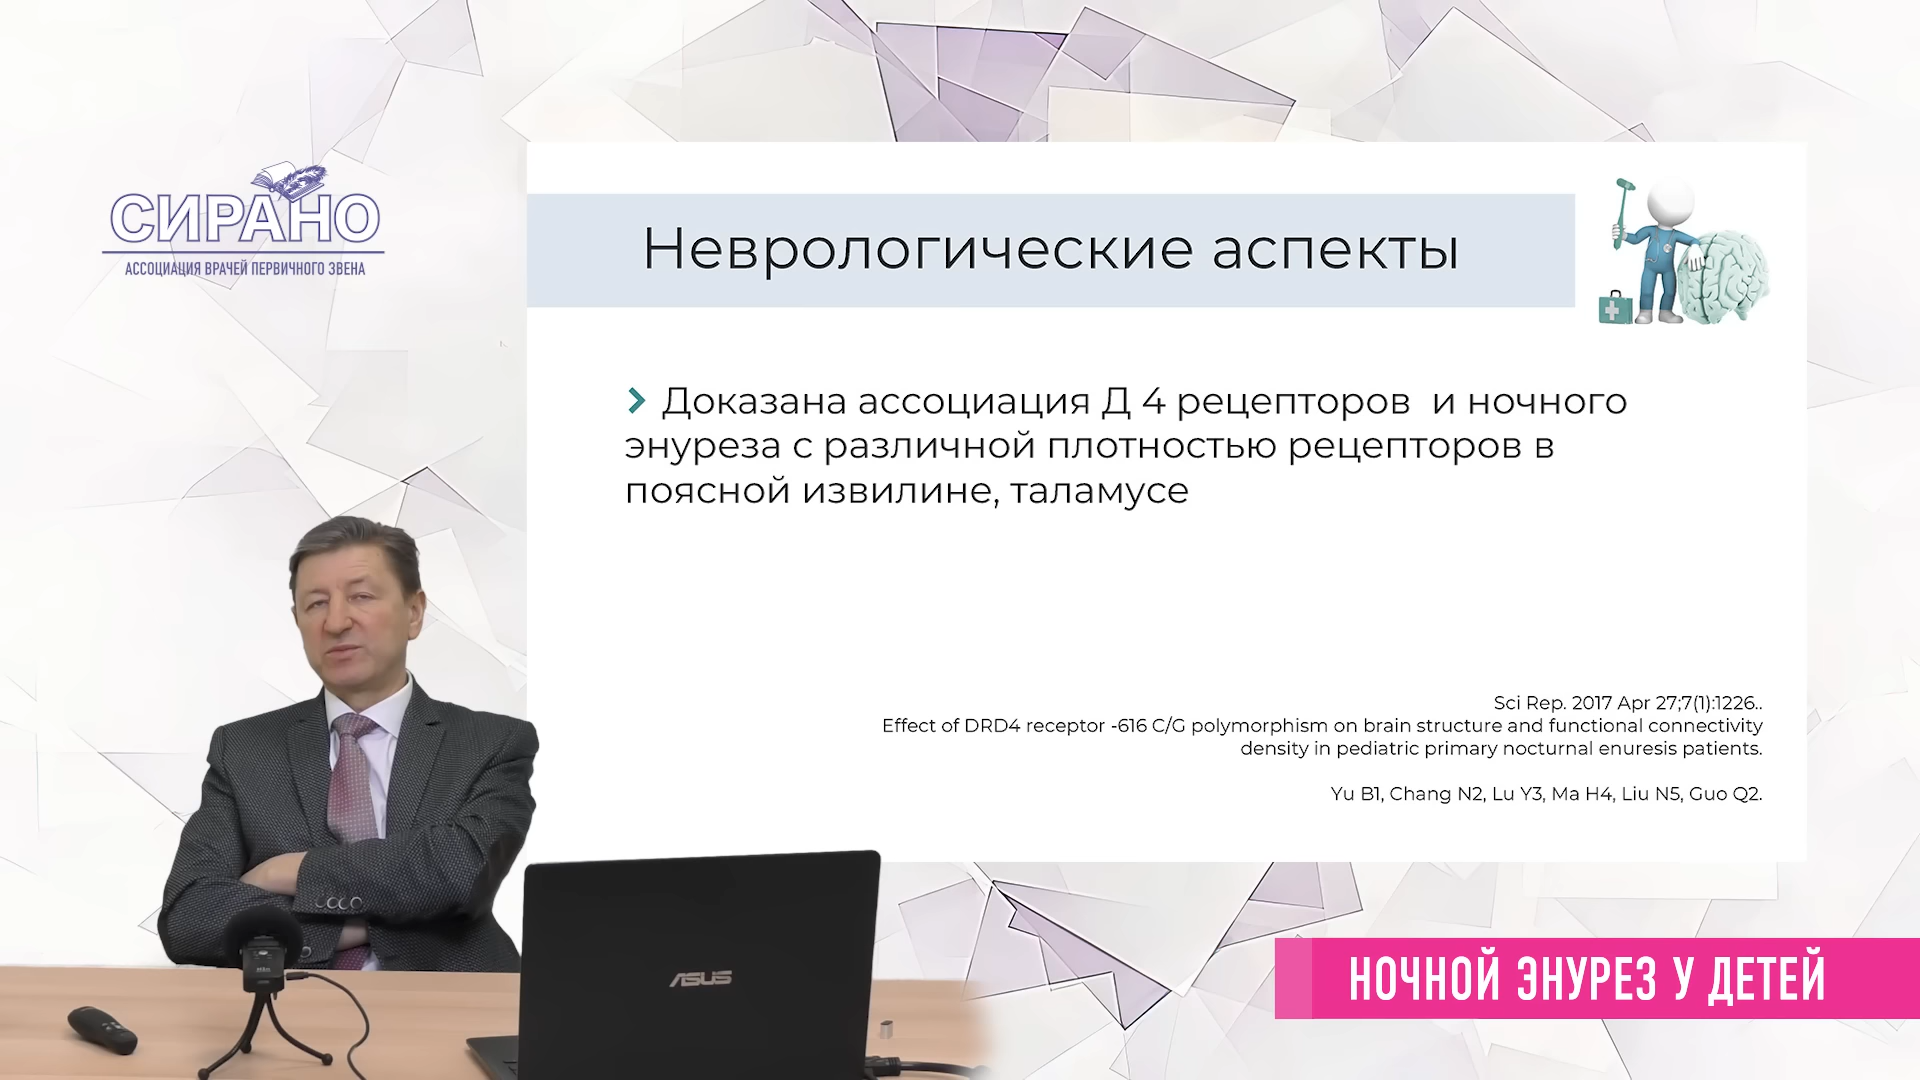 СИРАНО
АССОЦИАЦИЯ ВРАЧЕЙ ПЕРВИЧНОГО ЗВЕНА
Неврологические аспекты
Доказана ассоциация Д 4 рецепторов и ночного
энуреза с различной плотностью рецепторов в
поясной извилине, таламусе
Sci Rep. 2017 Apr 27;7(1):1226..
Effect of DRD4 receptor -616 C/G polymorphism on brain structure and functional connectivity
density in pediatric primary nocturnal enuresis patients.
Yu B1, Chang N2, Lu Y3, Ma H4, Liu N5, Guo Q2.
ASUS
НОЧНОЙ ЭНУРЕЗ У ДЕТЕЙ